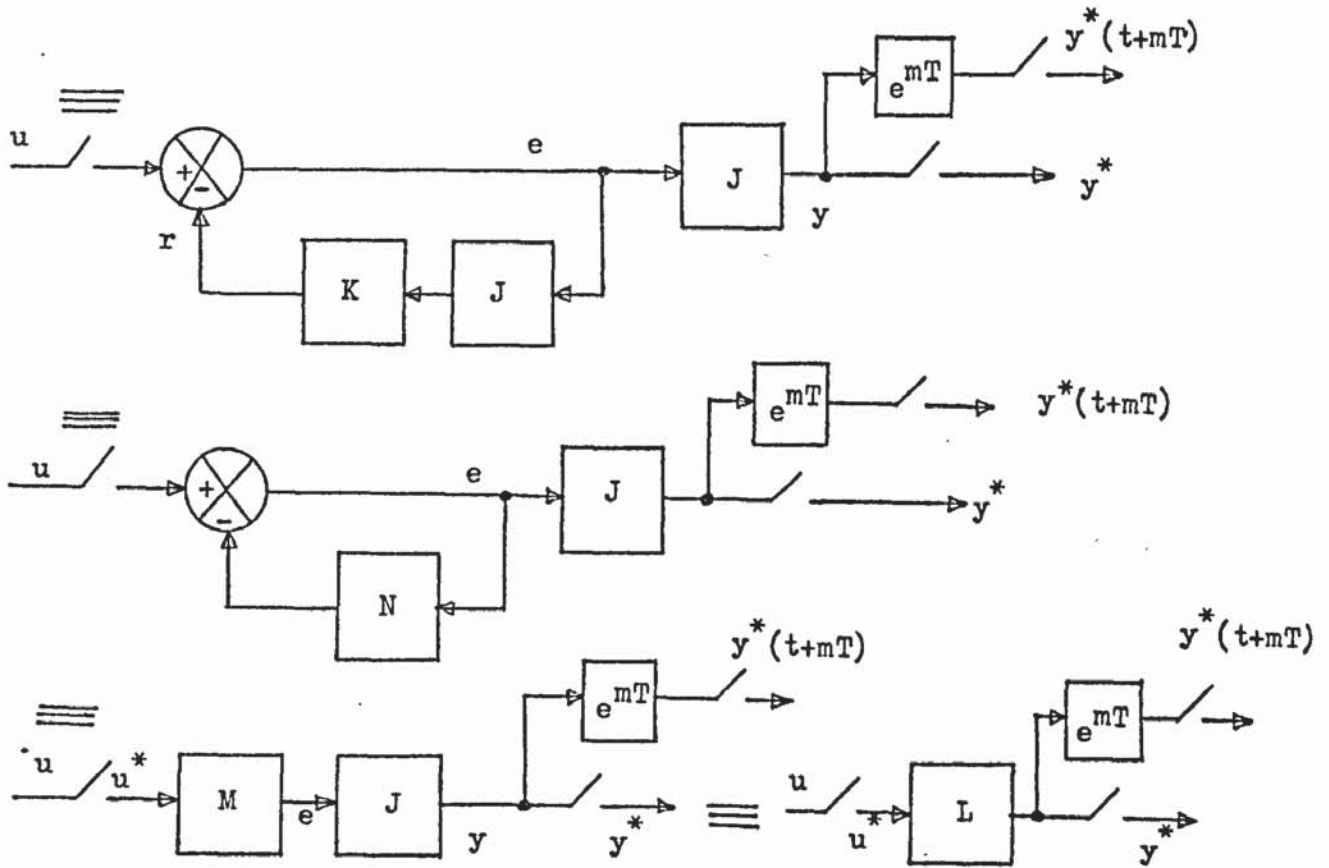 y*(t+mT)
e^mT
u
e
+
-
J
y*
y
r
K
J
y*(t+mT)
e^mT
u
e
+
-
J
y*
N
y*(t+mT)
y*(t+mT)
e^mT
e^mT
u
u*
M
e
J
y
y*
u
u*
L
y*